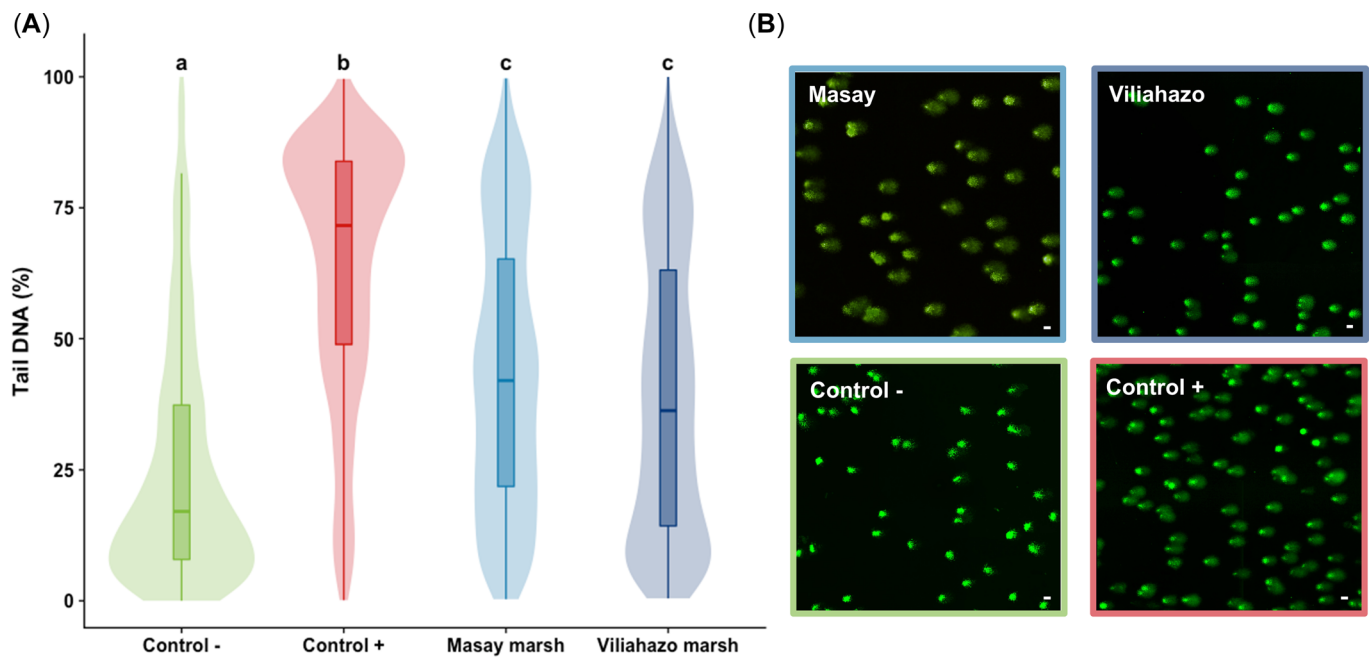 (A)
Tail DNA (%)
100
75
50
25
0
a
b
c
c
Control -
Control +
Masay marsh
Viliahazo marsh
(B)
Masay
Viliahazo
Control -
Control +